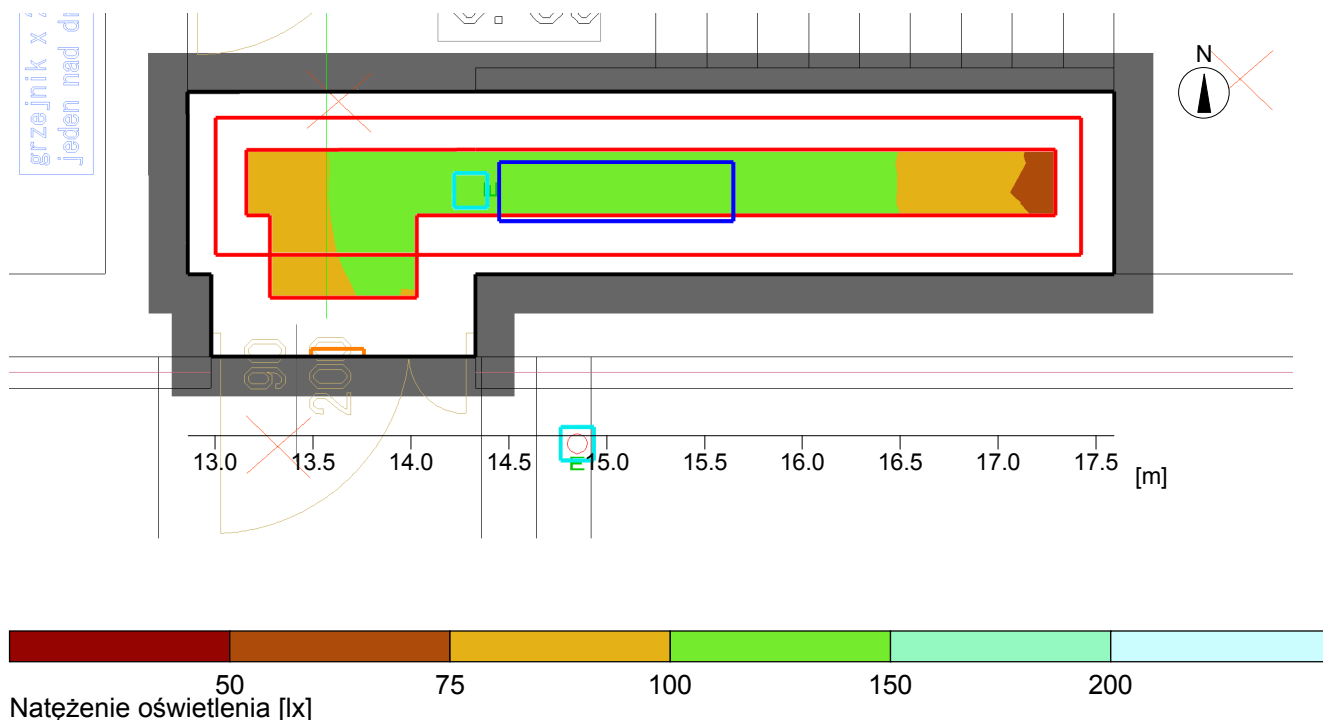 grzejnik x
jeden nad
N
E
90
200
E
13.0 13.5 14.0 14.5 15.0 15.5 16.0 16.5 17.0 17.5
[m]
50 75 100 150 200
Natężenie oświetlenia [lx]